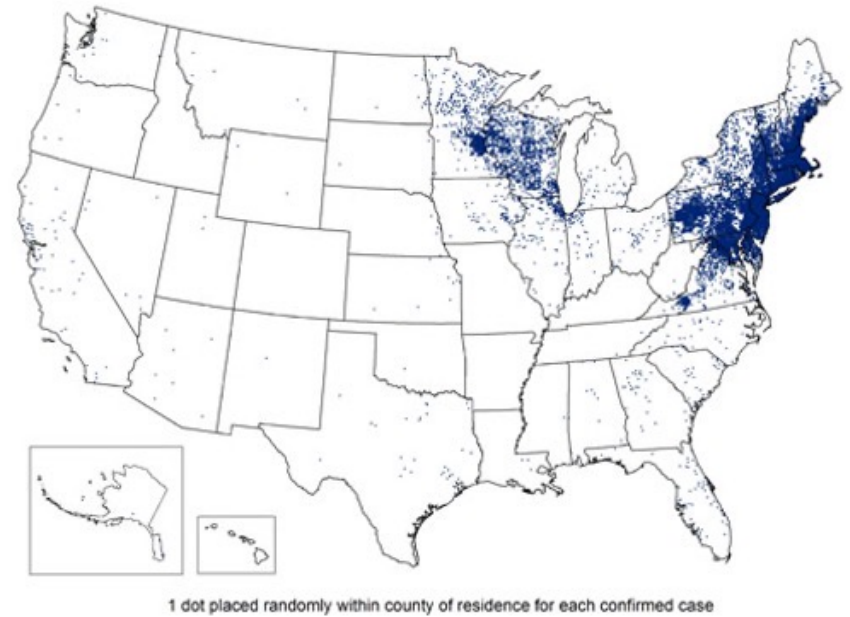 1 dot placed randomly within county of residence for each confirmed case